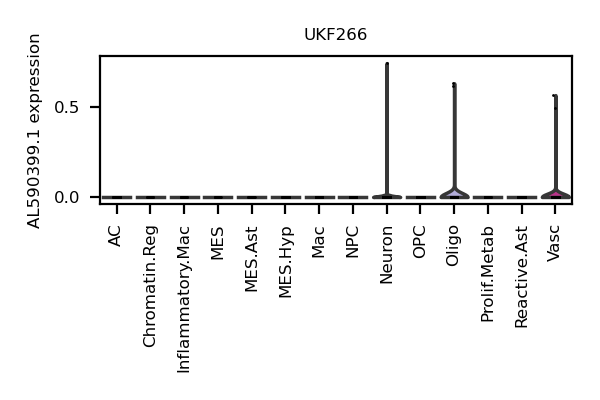 UKF266
AL590399.1 expression
0.5
0.0
AC
Chromatin.Reg
Inflammatory.Mac
MES
MES.Ast
MES.Hyp
Mac
NPC
Neuron
OPC
Oligo
Prolif.Metab
Reactive.Ast
Vasc